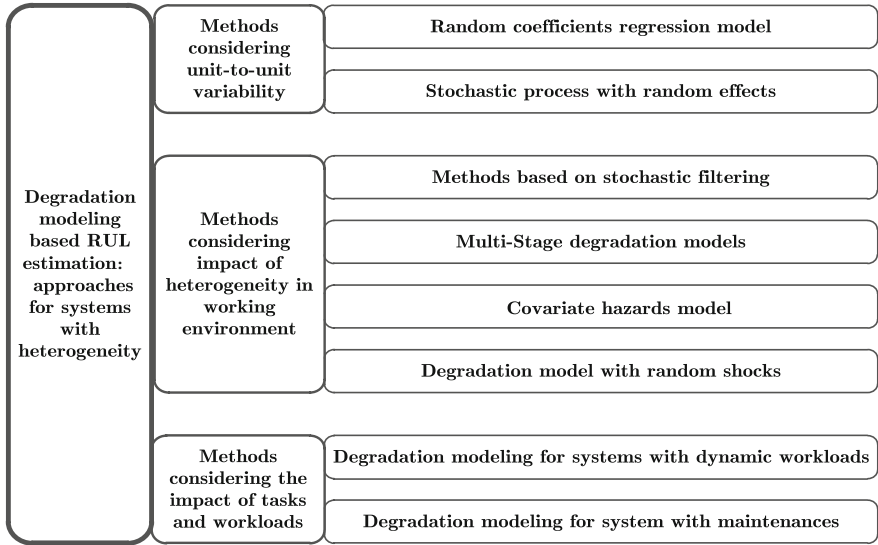 Degradation
modeling
based RUL
estimation:
approaches
for systems
with
heterogeneity
Methods
considering
unit-to-unit
variability
Random coefficients regression model
Stochastic process with random effects
Methods
considering
impact of
heterogeneity in
working
environment
Methods based on stochastic filtering
Multi-Stage degradation models
Covariate hazards model
Degradation model with random shocks
Methods
considering the
impact of tasks
and workloads
Degradation modeling for systems with dynamic workloads
Degradation modeling for system with maintenances